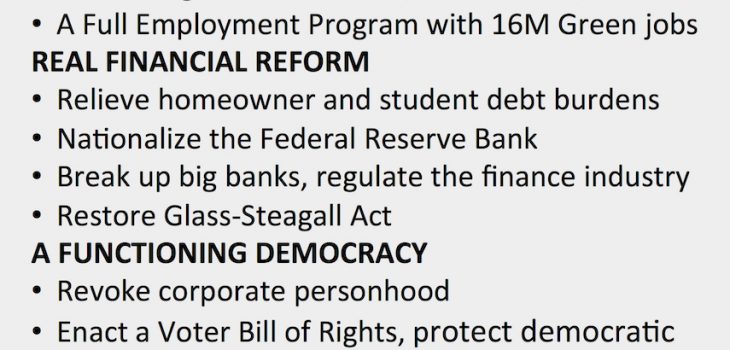 • A Full Employment Program with 16M Green jobs
REAL FINANCIAL REFORM
• Relieve homeowner and student debt burdens
• Nationalize the Federal Reserve Bank
• Break up big banks, regulate the finance industry
• Restore Glass-Steagall Act
A FUNCTIONING DEMOCRACY
• Revoke corporate personhood
• Enact a Voter Bill of Rights, protect democratic